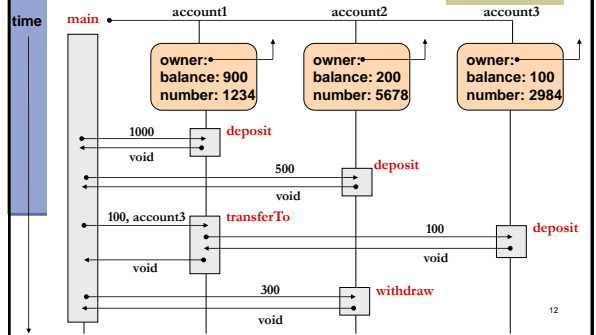 time
main
account1
account2
account3
owner:
balance: 900
number: 1234
owner:
balance: 200
number: 5678
owner:
balance: 100
number: 2984
1000
deposit
void
500
deposit
void
100, account3
transferTo
100
deposit
void
void
300
withdraw
void
12